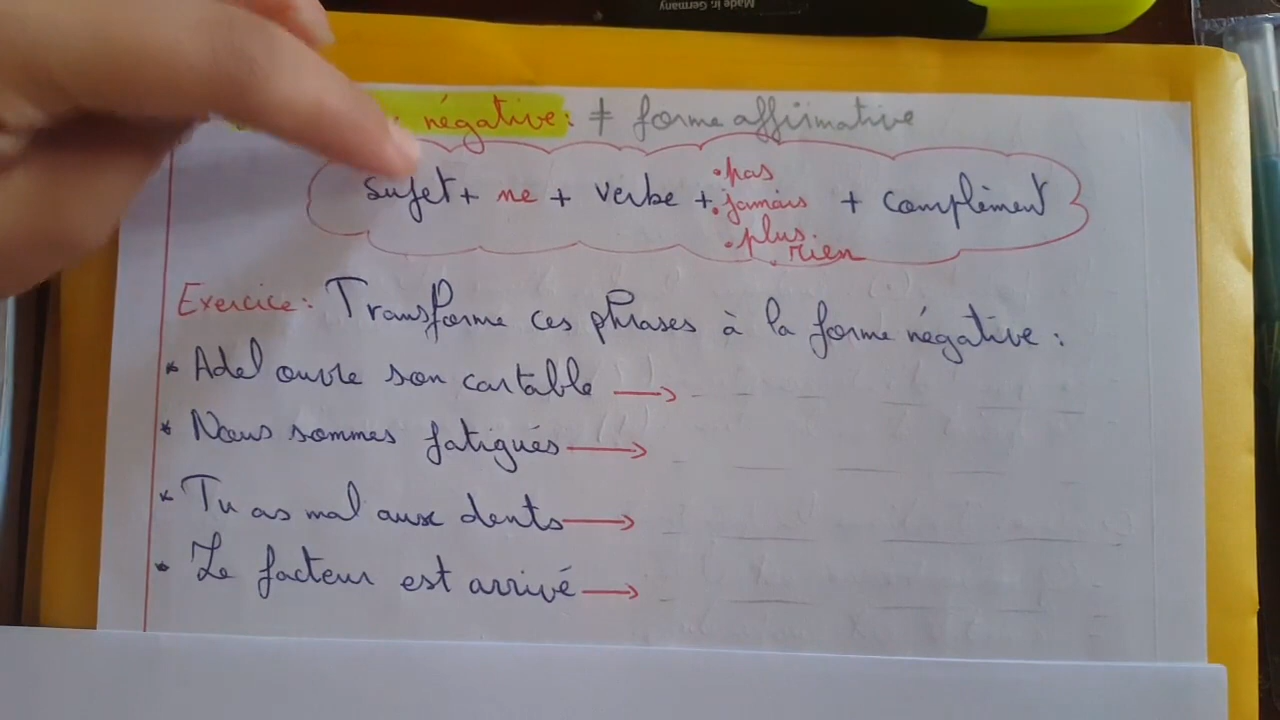 Made in Germany
négative: ≠ forme affirmative
sujet + ne + verbe + • pas
• jamais + complément
• plus
• rien
Exercice: Transforme ces phrases à la forme négative :
* Adel ouvre son cartable →
* Nous sommes fatigués →
* Tu as mal aux dents →
* Le facteur est arrivé →